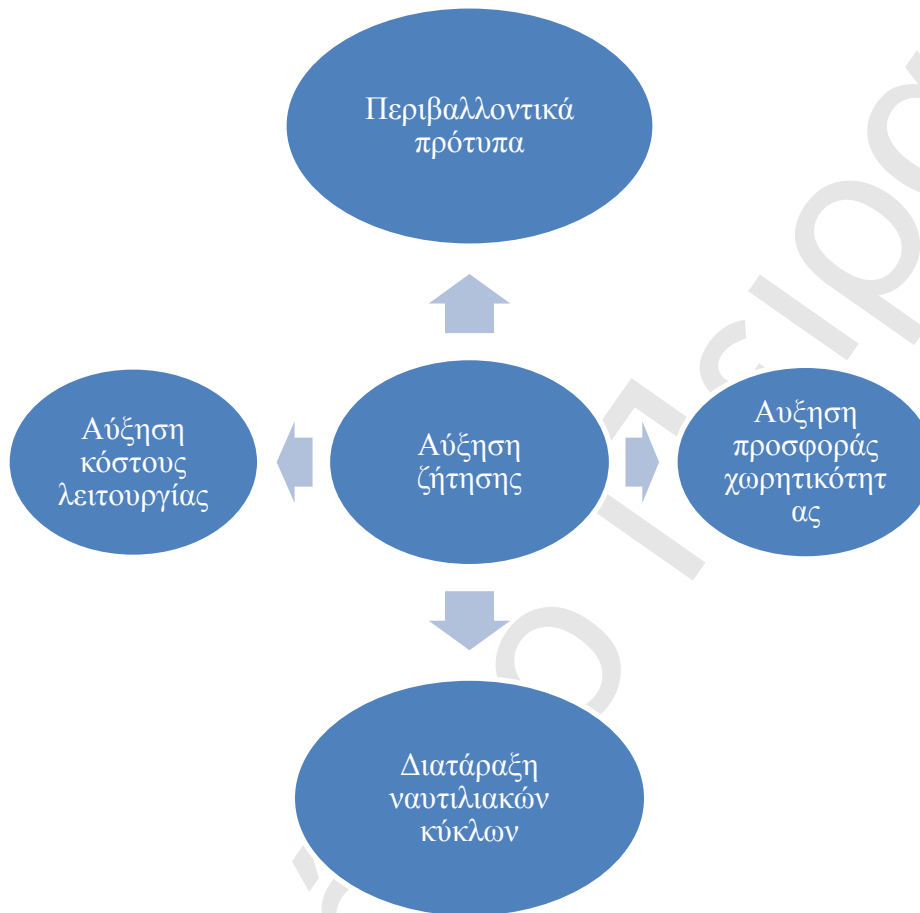 Περιβαλλοντικά
πρότυπα
Αύξηση
κόστους
λειτουργίας
Αύξηση
ζήτησης
Αυξηση
προσφοράς
χωρητικότητ
ας
Διατάραξη
ναυτιλιακών
κύκλων